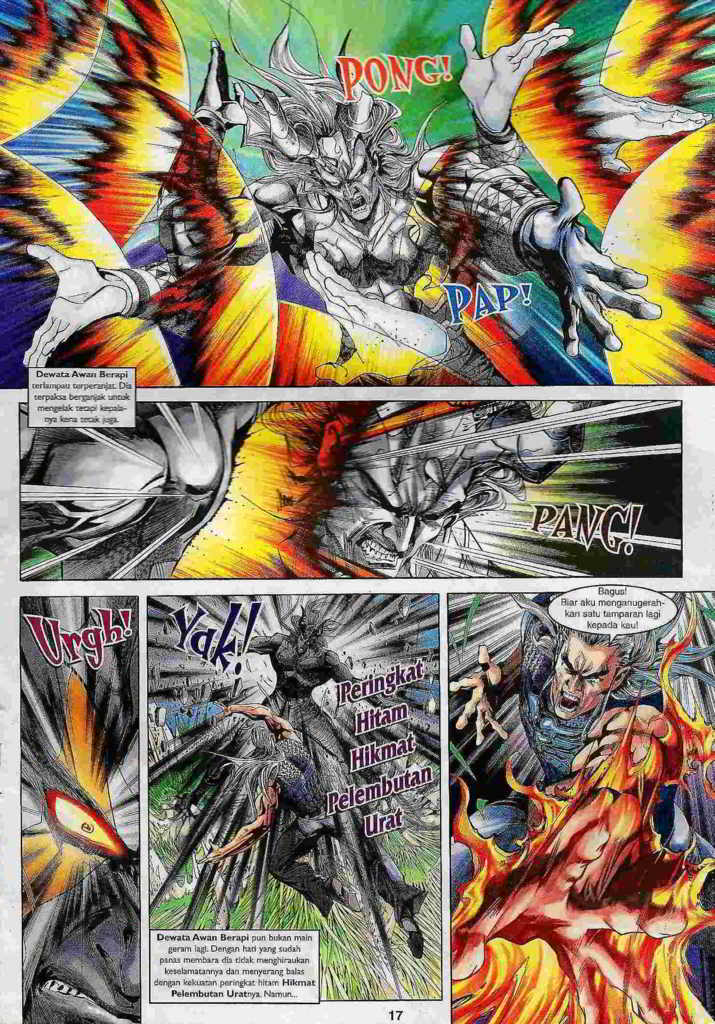 PONG!
PAP!
Dewata Awan Berapi
terlampau terperanjat. Dia
terpaksa berganjak untuk
mengelak tetapi kepala-
nya kena tetak juga.
PANG!
Urgh!
Yak!
Peringkat
Hitam
Hikmat
Pelembutan
Urat
Dewata Awan Berapi pun bukan main
geram lagi. Dengan hati yang sudah
panas membara dia tidak menghiraukan
keselamatannya dan menyerang balas
dengan kekuatan peringkat hitam Hikmat
Pelembutan Uratnya. Namun...
Bagus!
Biar aku menganugerah-
kan satu tamparan lagi
kepada kau!
17